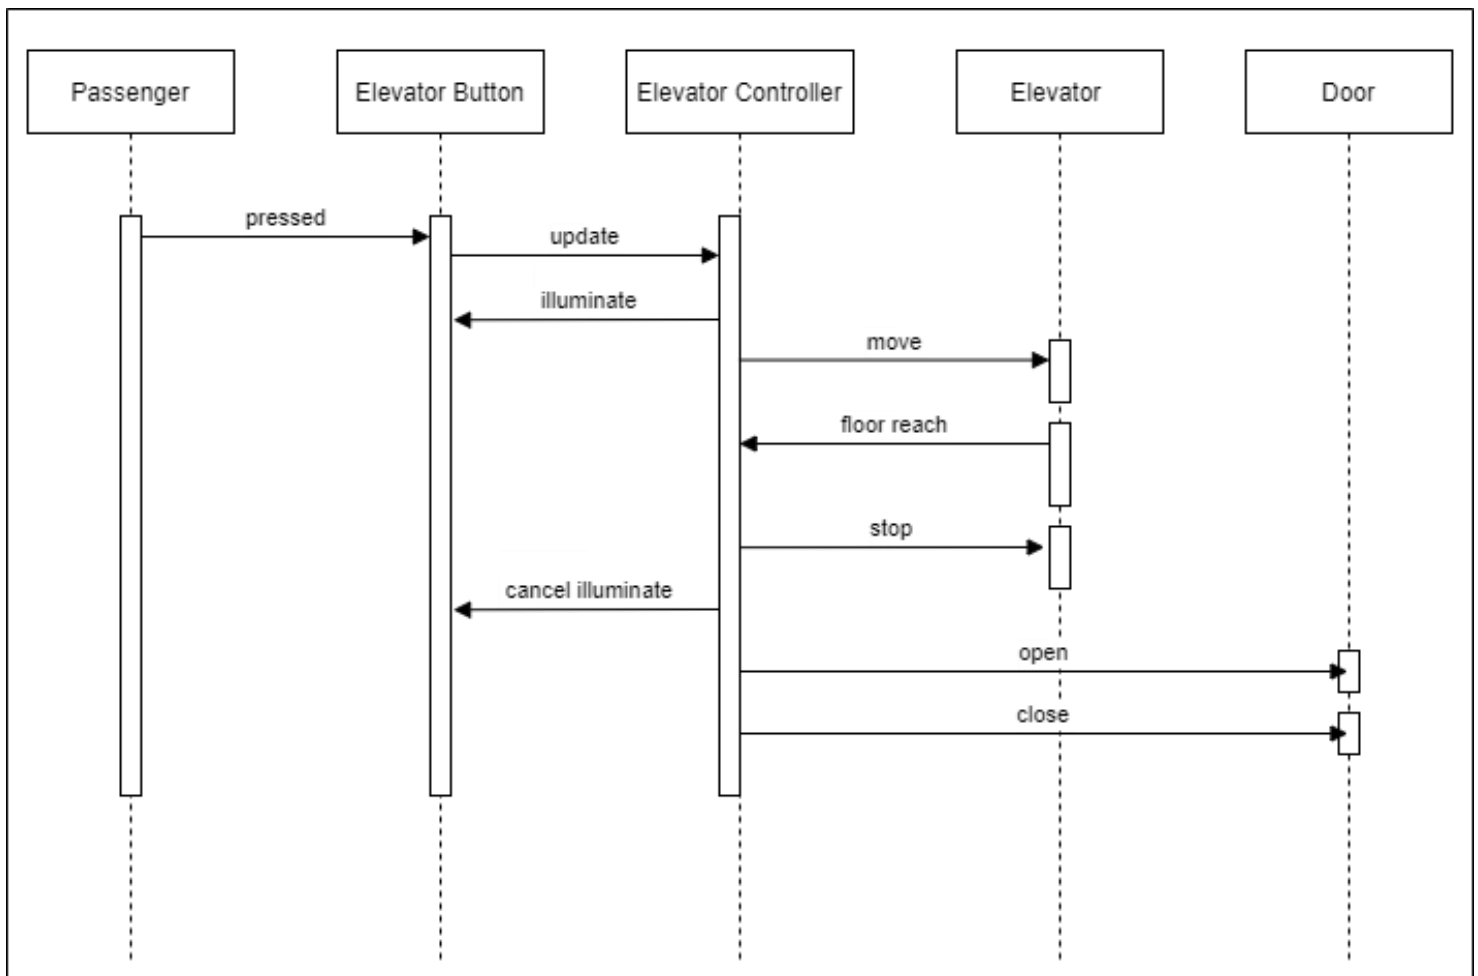 Passenger
Elevator Button
Elevator Controller
Elevator
Door
pressed
update
illuminate
move
floor reach
stop
cancel illuminate
open
close